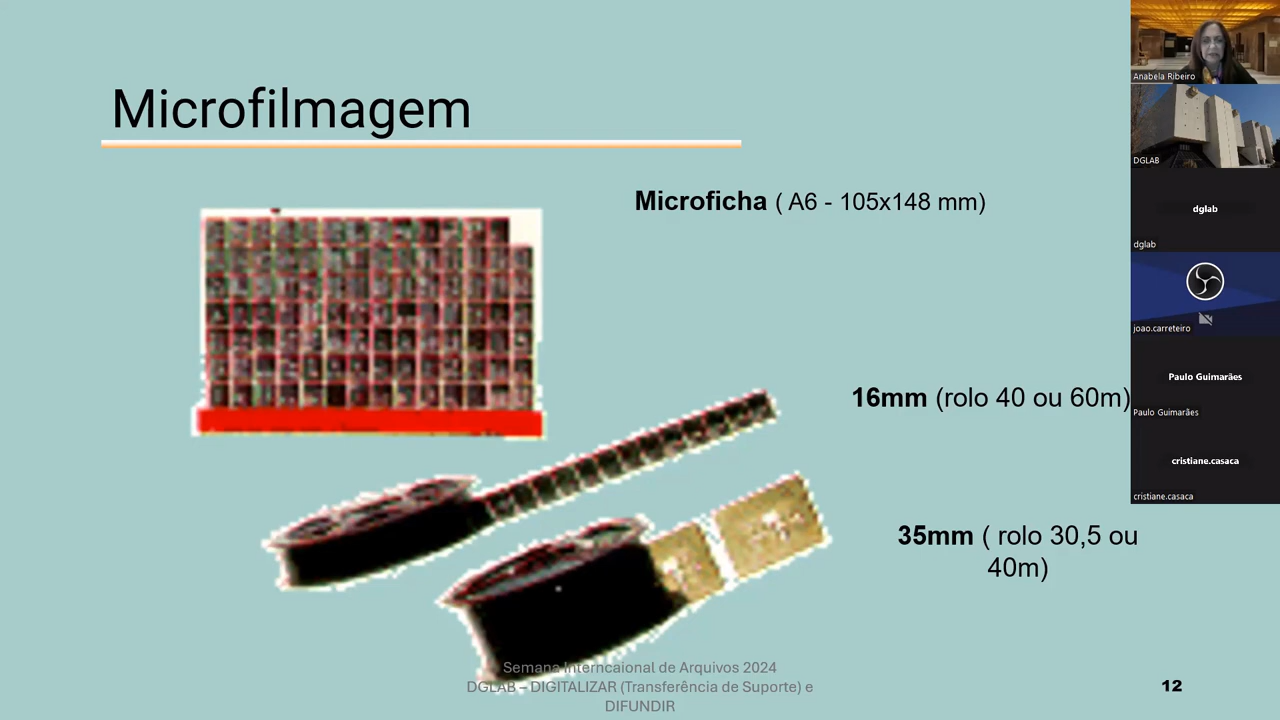 Microfilmagem
Microficha ( A6 - 105x148 mm)
16mm (rolo 40 ou 60m)
35mm ( rolo 30,5 ou
40m)
Semana Interncaional de Arquivos 2024
DGLAB – DIGITALIZAR (Transferência de Suporte) e
DIFUNDIR
12
Anabela Ribeiro
DGLAB
dglab
dglab
joao.carreteiro
Paulo Guimarães
Paulo Guimarães
cristiane.casaca
cristiane.casaca